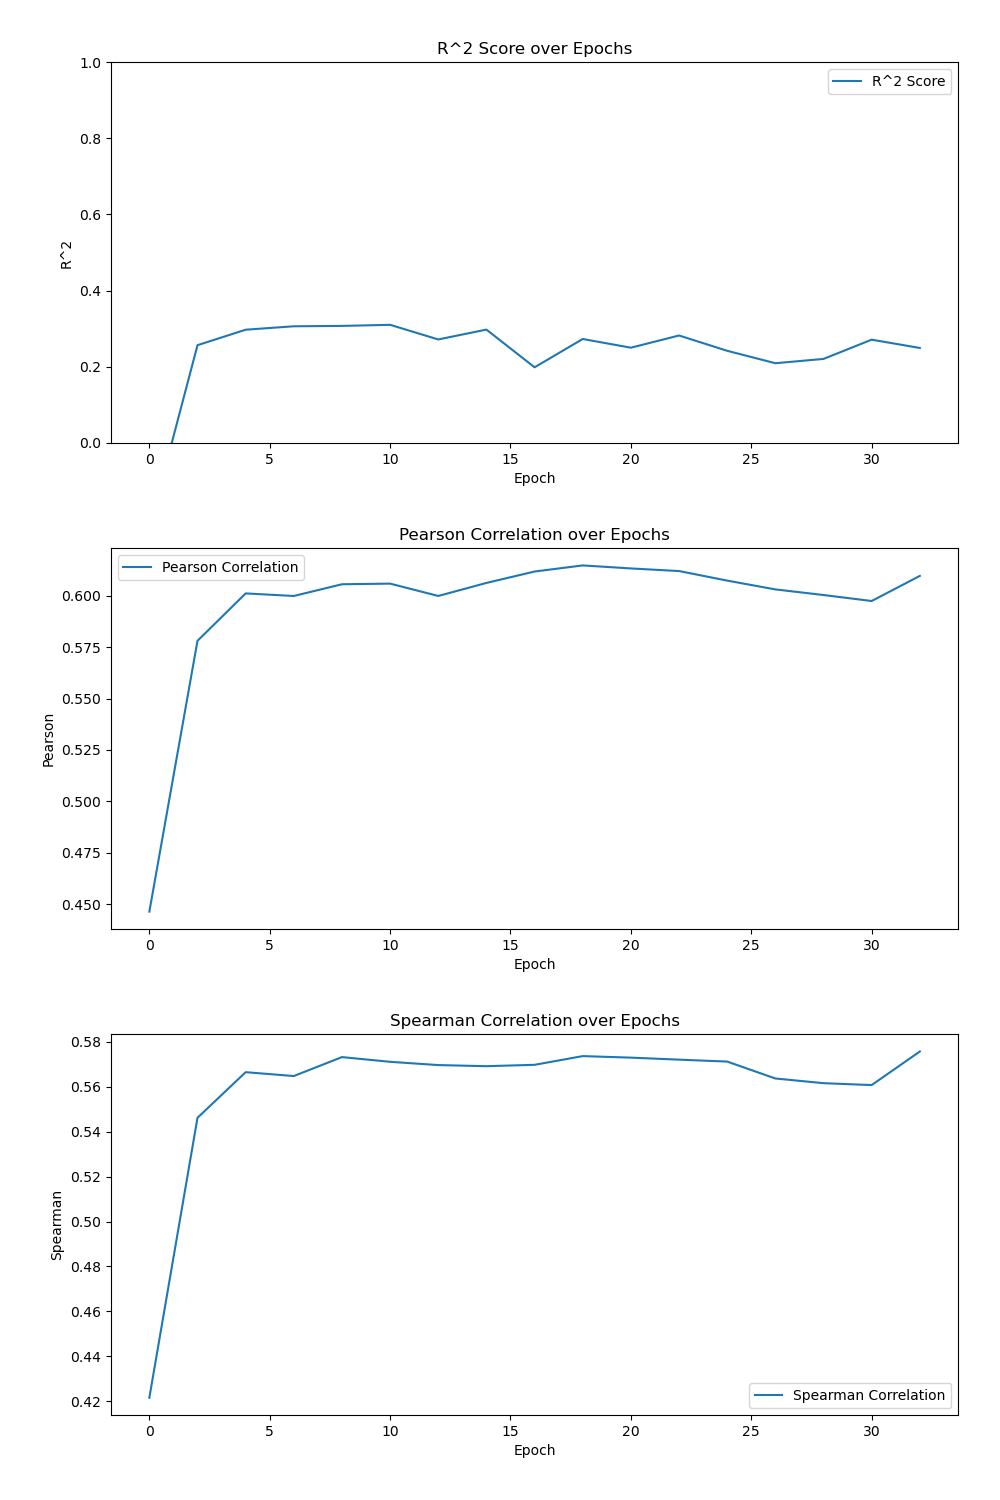 R^2 Score over Epochs
R^2 Score
1.0
0.8
0.6
0.4
0.2
0.0
R^2
0 5 10 15 20 25 30
Epoch
Pearson Correlation over Epochs
Pearson Correlation
0.600
0.575
0.550
0.525
0.500
0.475
0.450
Pearson
0 5 10 15 20 25 30
Epoch
Spearman Correlation over Epochs
0.58
0.56
0.54
0.52
0.50
0.48
0.46
0.44
0.42
Spearman
Spearman Correlation
0 5 10 15 20 25 30
Epoch